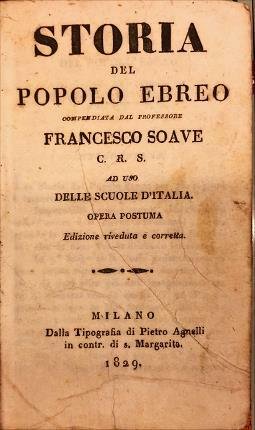 STORIA
DEL
POPOLO EBREO
COMPENDIATA DAL PROFESSORE
FRANCESCO SOAVE
C. R. S.
AD USO
DELLE SCUOLE D'ITALIA.
OPERA POSTUMA
Edizione riveduta e corretta.
MILANO
Dalla Tipografia di Pietro Agnelli
in contr. di s. Margarita.
1829.